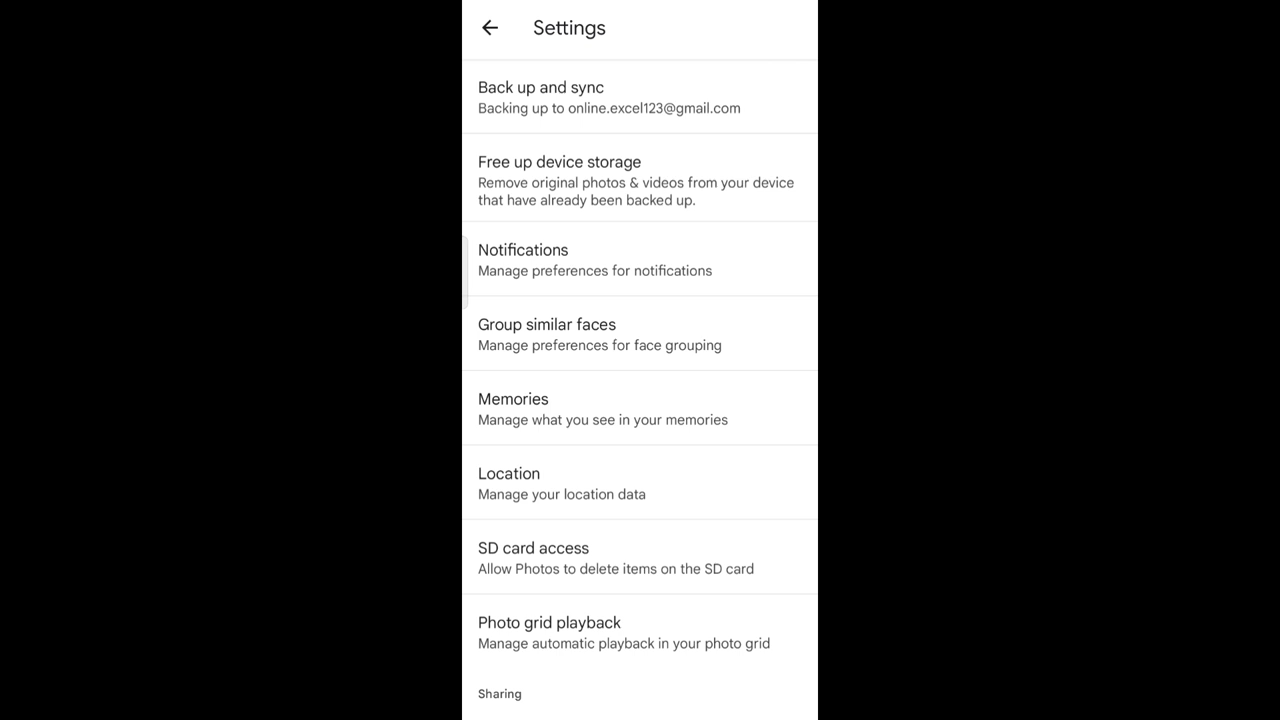 Settings
Back up and sync
Backing up to online.excel123@gmail.com
Free up device storage
Remove original photos & videos from your device
that have already been backed up.
Notifications
Manage preferences for notifications
Group similar faces
Manage preferences for face grouping
Memories
Manage what you see in your memories
Location
Manage your location data
SD card access
Allow Photos to delete items on the SD card
Photo grid playback
Manage automatic playback in your photo grid
Sharing